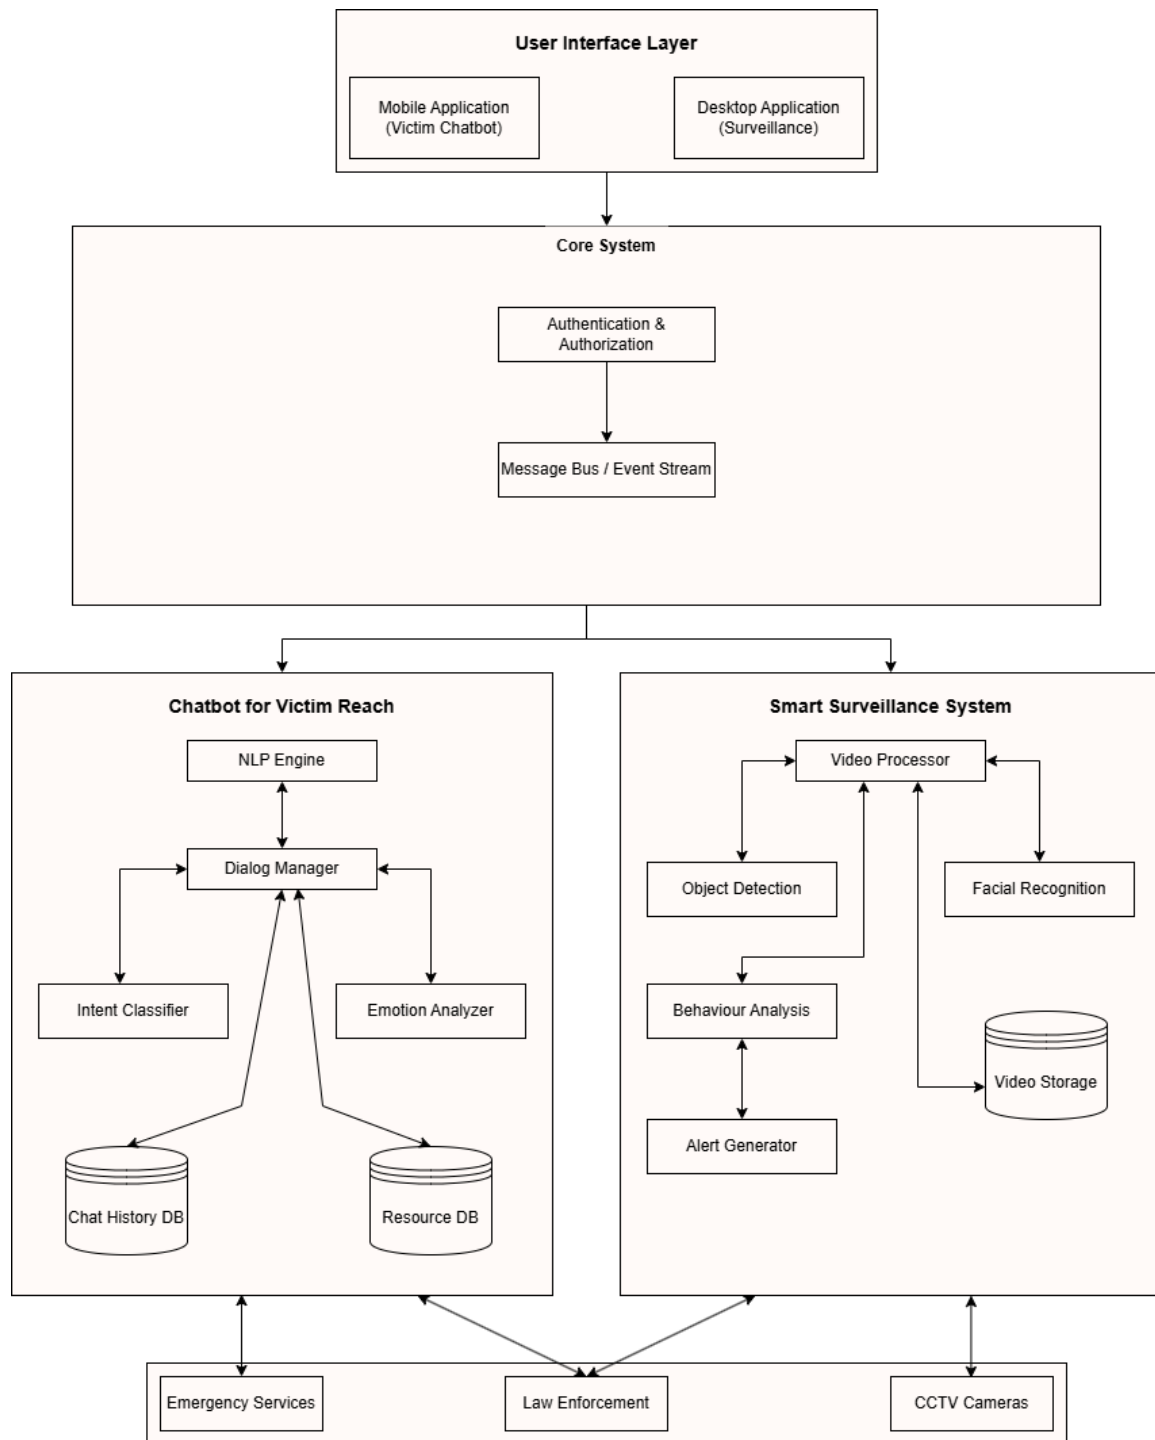 User Interface Layer
Mobile Application
(Victim Chatbot)
Desktop Application
(Surveillance)
Core System
Authentication &
Authorization
Message Bus / Event Stream
Chatbot for Victim Reach
NLP Engine
Dialog Manager
Intent Classifier
Emotion Analyzer
Chat History DB
Resource DB
Smart Surveillance System
Video Processor
Object Detection
Facial Recognition
Behaviour Analysis
Video Storage
Alert Generator
Emergency Services
Law Enforcement
CCTV Cameras